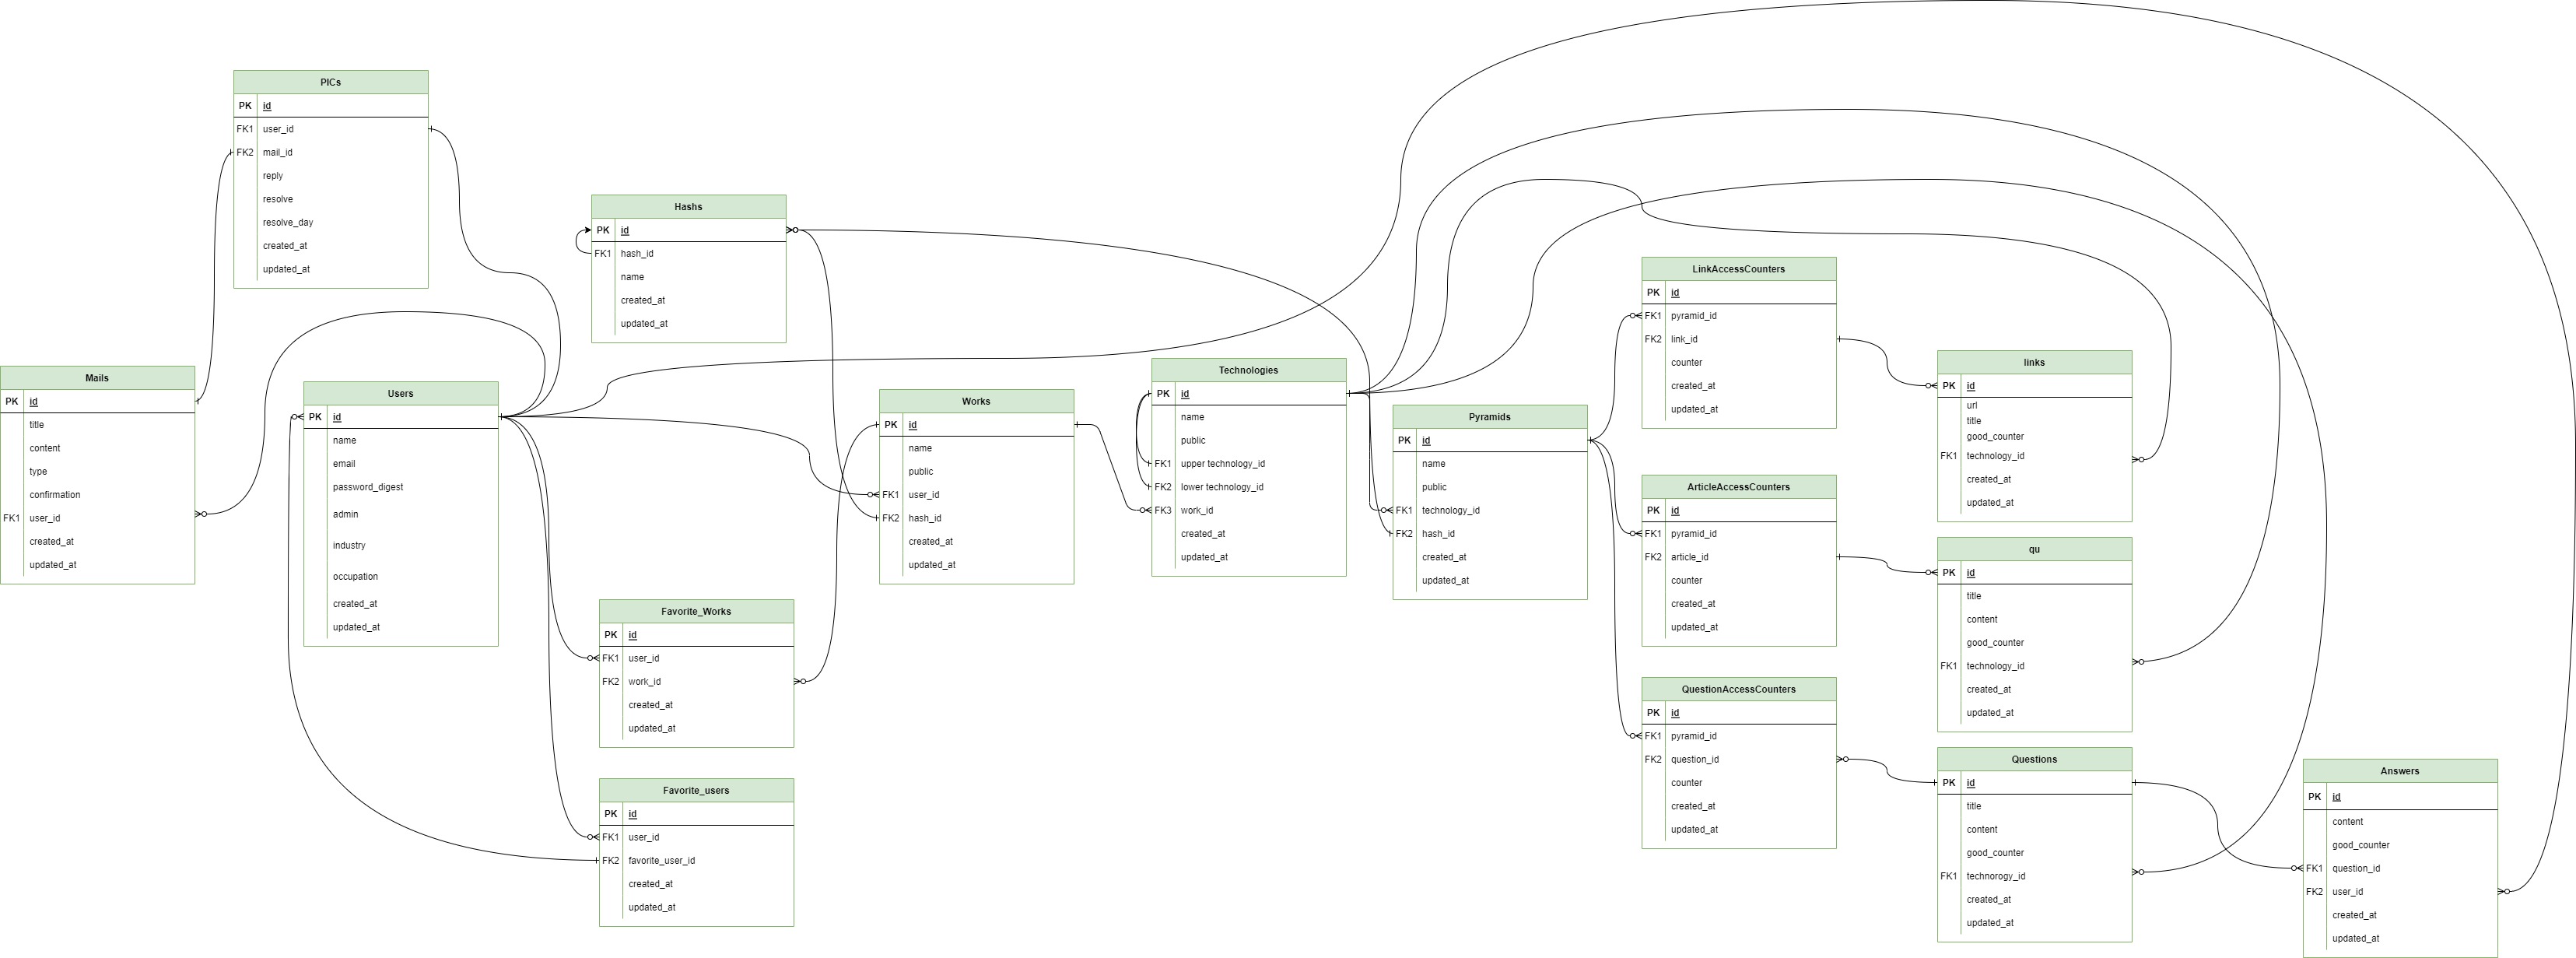 PICs
PK id
FK1 user_id
FK2 mail_id
reply
resolve
resolve_day
created_at
updated_at
Mails
PK id
title
content
type
confirmation
FK1 user_id
created_at
updated_at
Users
PK id
name
email
password_digest
admin
industry
occupation
created_at
updated_at
Hashs
PK id
FK1 hash_id
name
created_at
updated_at
Favorite_Works
PK id
FK1 user_id
FK2 work_id
created_at
updated_at
Favorite_users
PK id
FK1 user_id
FK2 favorite_user_id
created_at
updated_at
Works
PK id
name
public
FK1 user_id
FK2 hash_id
created_at
updated_at
Technologies
PK id
name
public
FK1 upper technology_id
FK2 lower technology_id
FK3 work_id
created_at
updated_at
Pyramids
PK id
name
public
FK1 technology_id
FK2 hash_id
created_at
updated_at
LinkAccessCounters
PK id
FK1 pyramid_id
FK2 link_id
counter
created_at
updated_at
ArticleAccessCounters
PK id
FK1 pyramid_id
FK2 article_id
counter
created_at
updated_at
QuestionAccessCounters
PK id
FK1 pyramid_id
FK2 question_id
counter
created_at
updated_at
links
PK id
url
title
good_counter
FK1 technology_id
created_at
updated_at
qu
PK id
title
content
good_counter
FK1 technology_id
created_at
updated_at
Questions
PK id
title
content
good_counter
FK1 technorogy_id
created_at
updated_at
Answers
PK id
content
good_counter
FK1 question_id
FK2 user_id
created_at
updated_at